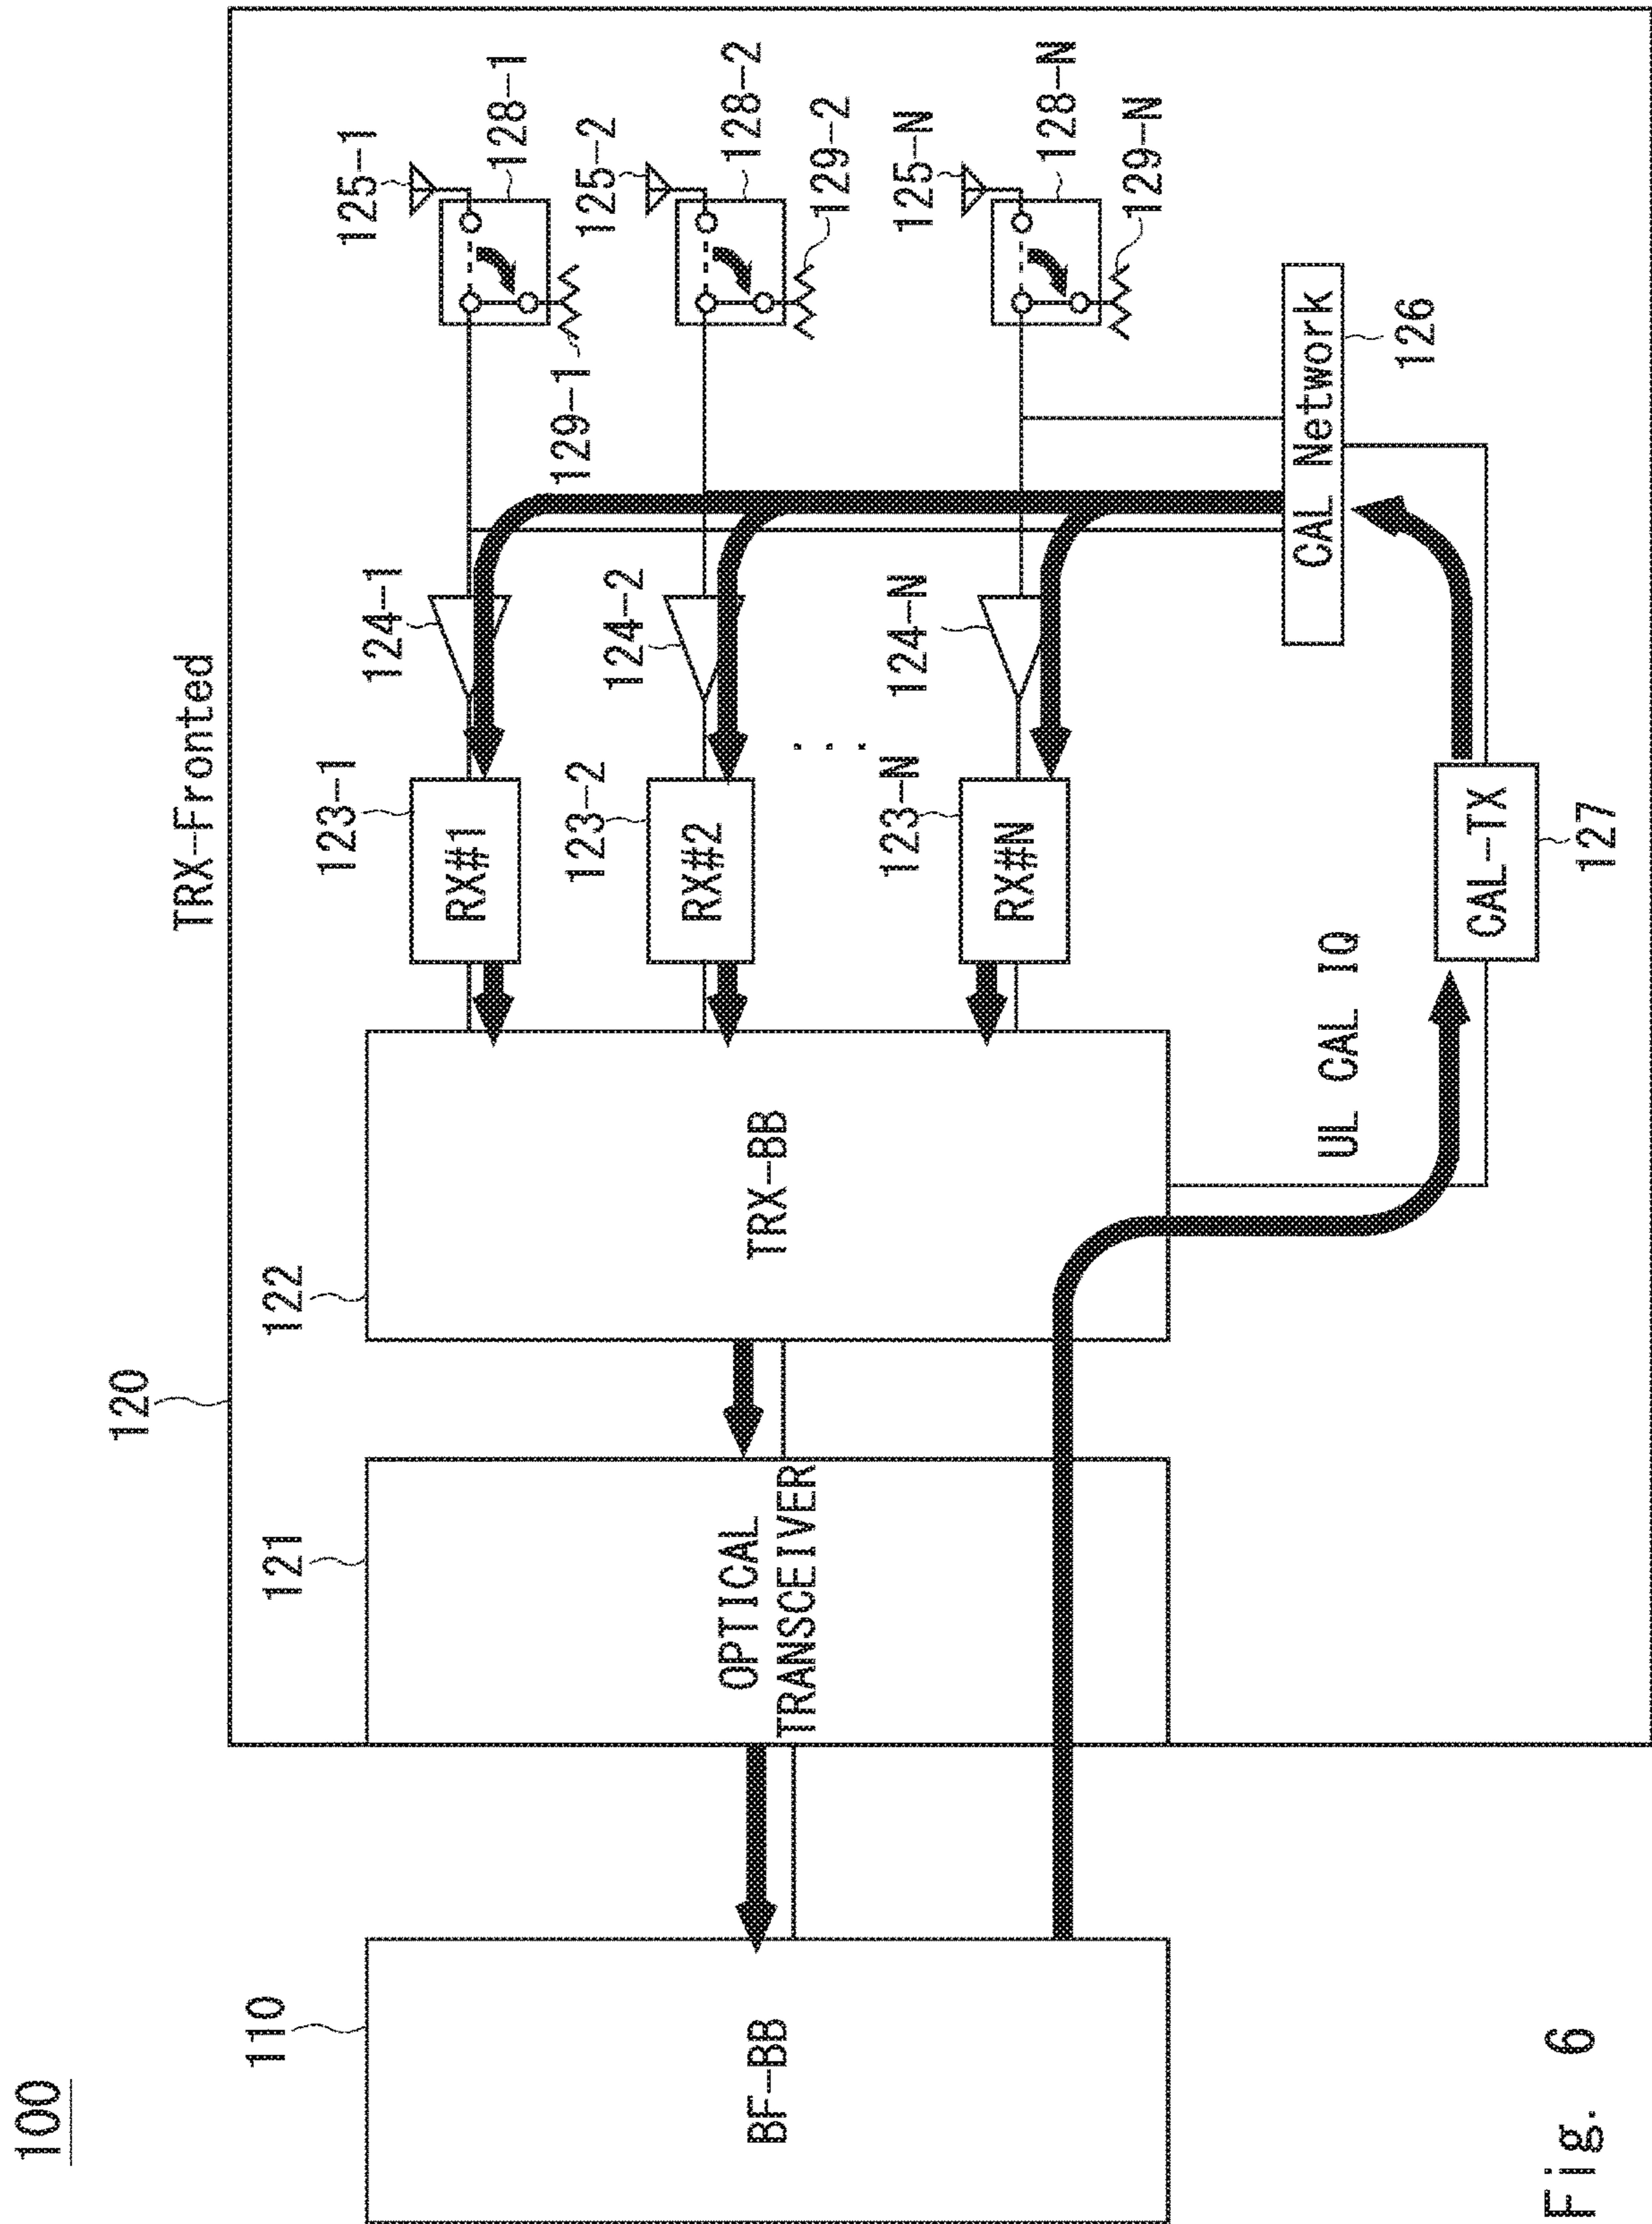 100
TRX-Fronted
120
110
121
122
123-1
124-1
125-1
128-1
129-1
BF-BB
OPTICAL
TRANSCEIVER
TRX-BB
RX#1
123-2
124-2
125-2
128-2
129-2
RX#2
. . .
123-N
124-N
125-N
128-N
129-N
RX#N
UL CAL IQ
CAL Network
126
CAL-TX
127
Fig. 6